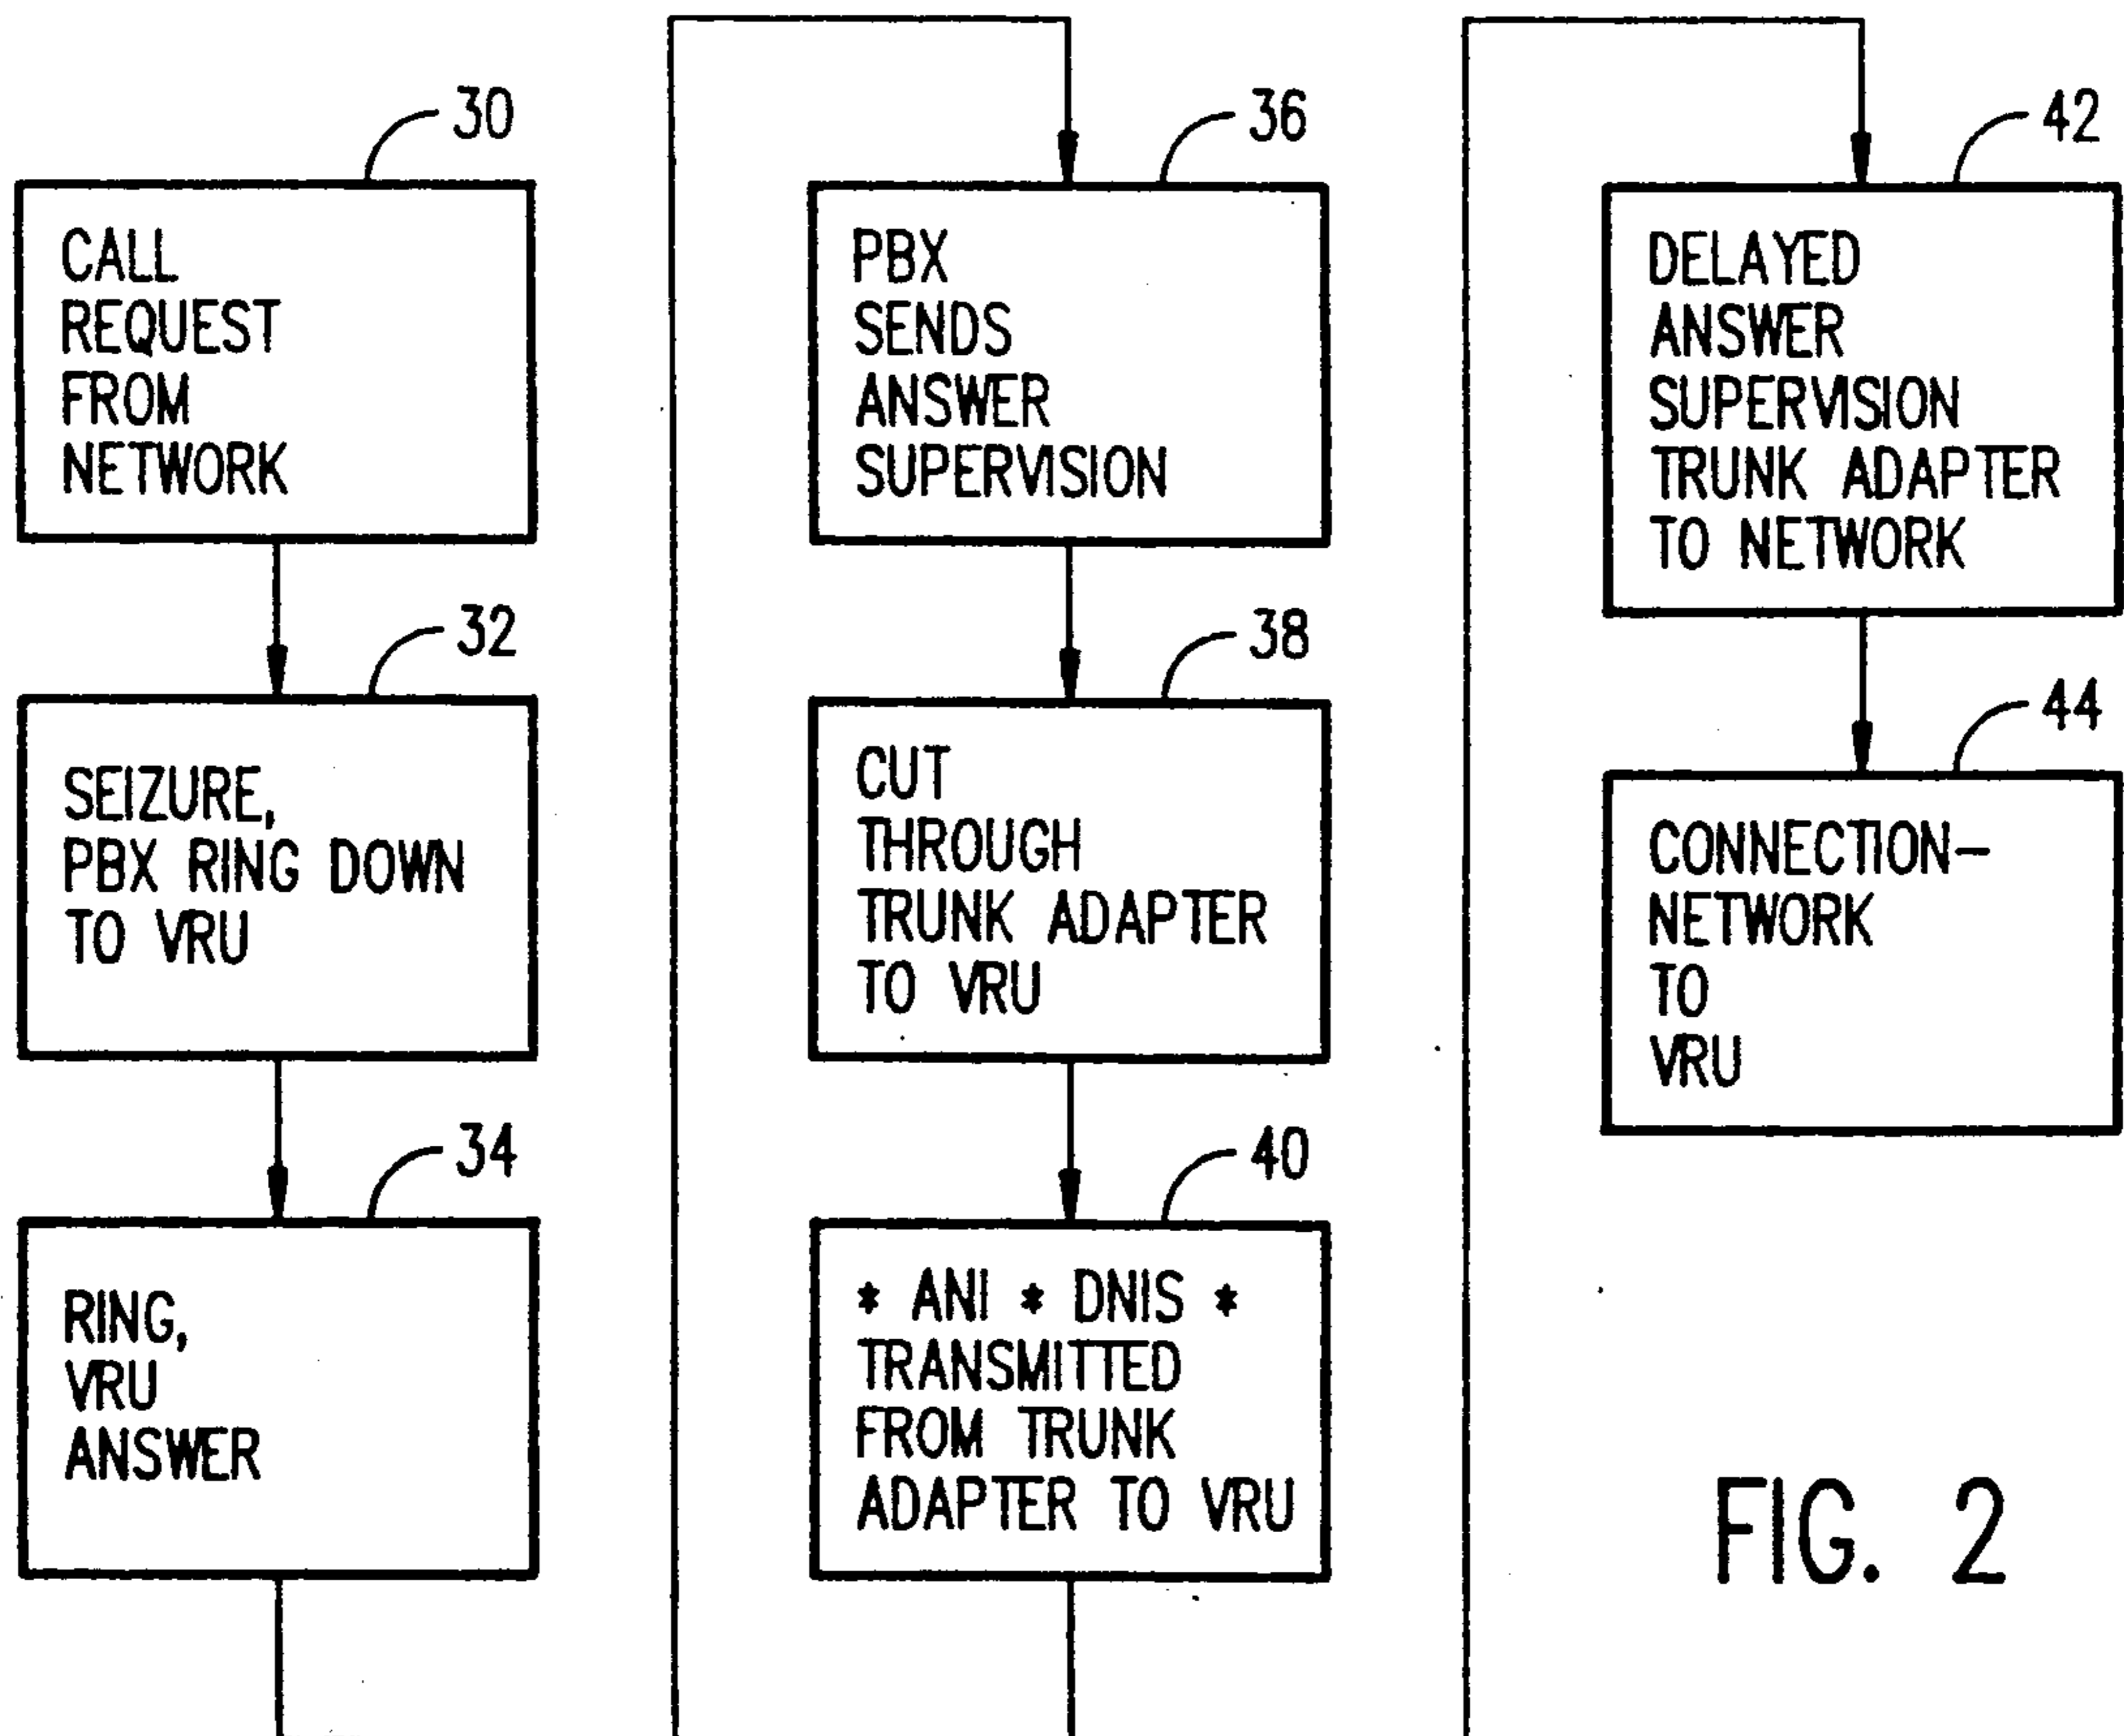 30
CALL
REQUEST
FROM
NETWORK
32
SEIZURE,
PBX RING DOWN
TO VRU
34
RING,
VRU
ANSWER
36
PBX
SENDS
ANSWER
SUPERVISION
38
CUT
THROUGH
TRUNK ADAPTER
TO VRU
40
* ANI * DNIS *
TRANSMITTED
FROM TRUNK
ADAPTER TO VRU
42
DELAYED
ANSWER
SUPERVISION
TRUNK ADAPTER
TO NETWORK
44
CONNECTION-
NETWORK
TO
VRU
FIG. 2